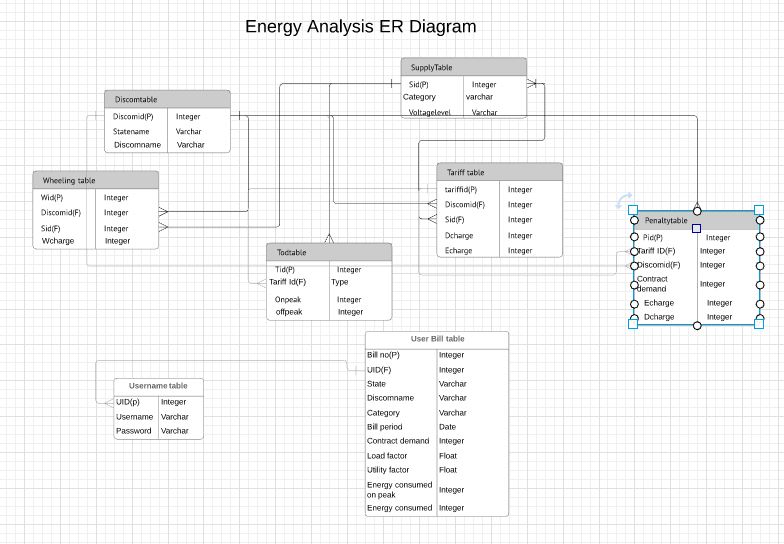 Energy Analysis ER Diagram
SupplyTable
Sid(P) Integer
Category varchar
Voltagelevel Varchar
Discomtable
Discomid(P) Integer
Statename Varchar
Discomname Varchar
Wheeling table
Wid(P) Integer
Discomid(F) Integer
Sid(F) Integer
Wcharge Integer
Tariff table
tariffid(P) Integer
Discomid(F) Integer
Sid(F) Integer
Dcharge Integer
Echarge Integer
Penaltytable
Pid(P) Integer
Tariff ID(F) Integer
Discomid(F) Integer
Contract
demand Integer
Echarge Integer
Dcharge Integer
Todtable
Tid(P) Integer
Tariff Id(F) Type
Onpeak Integer
offpeak Integer
User Bill table
Bill no(P) Integer
UID(F) Integer
State Varchar
Discomname Varchar
Category Varchar
Bill period Date
Contract demand Integer
Load factor Float
Utility factor Float
Energy consumed
on peak Integer
Energy consumed Integer
Username table
UID(p) Integer
Username Varchar
Password Varchar